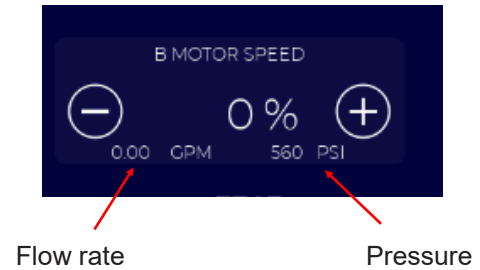 B MOTOR SPEED
0 %
0.00 GPM 560 PSI
Flow rate Pressure